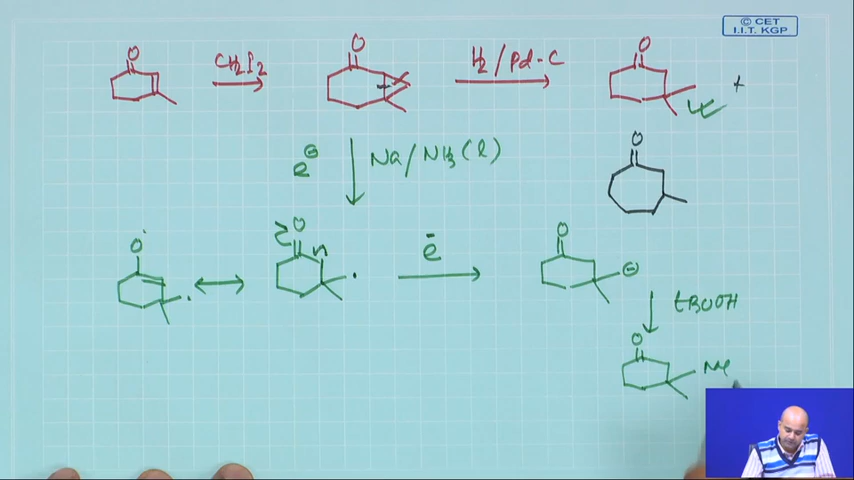 © CET
I.I.T. KGP
O
CH2I2
O
H2/Pd-C
O
+
e⊖
Na/NH3(l)
O
O
O
e-
O
⊖
tBUOH
O
Me